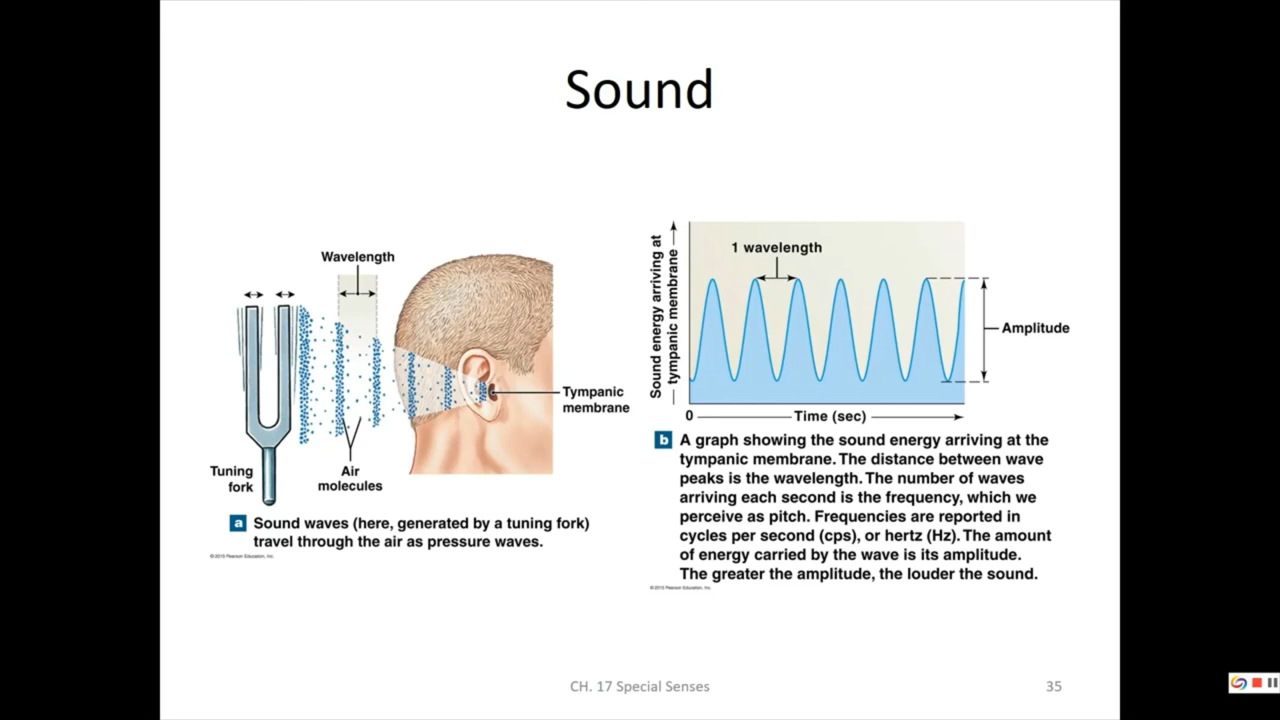 Sound
Wavelength
Tympanic
membrane
Air
molecules
Tuning
fork
a Sound waves (here, generated by a tuning fork)
travel through the air as pressure waves.
© 2015 Pearson Education, Inc.
Sound energy arriving at
tympanic membrane
1 wavelength
Amplitude
0 Time (sec)
b A graph showing the sound energy arriving at the
tympanic membrane. The distance between wave
peaks is the wavelength. The number of waves
arriving each second is the frequency, which we
perceive as pitch. Frequencies are reported in
cycles per second (cps), or hertz (Hz). The amount
of energy carried by the wave is its amplitude.
The greater the amplitude, the louder the sound.
© 2015 Pearson Education, Inc.
CH. 17 Special Senses
35